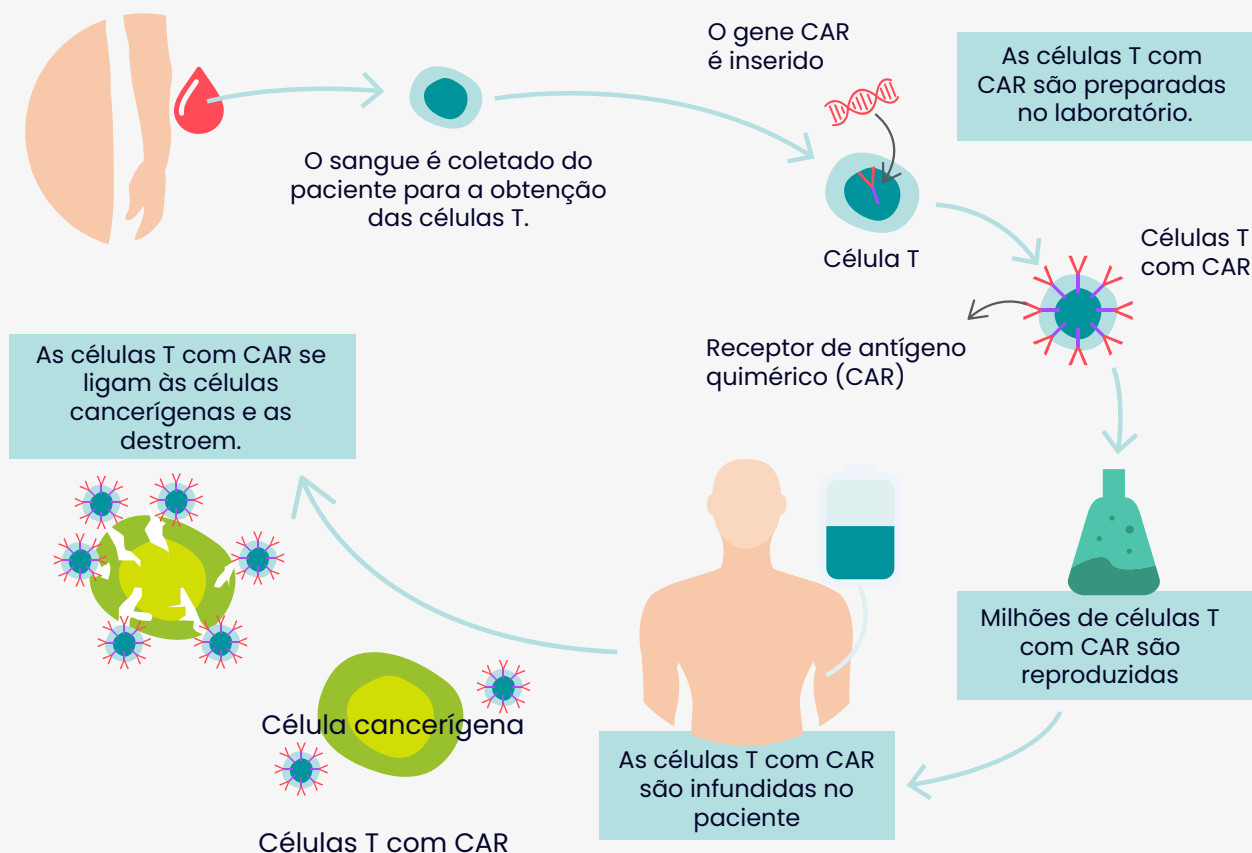 O gene CAR
é inserido
As células T com
CAR são preparadas
no laboratório.
O sangue é coletado do
paciente para a obtenção
das células T.
Célula T
Células T
com CAR
Receptor de antígeno
quimérico (CAR)
As células T com CAR se
ligam às células
cancerígenas e as
destroem.
Milhões de células T
com CAR são
reproduzidas
Célula cancerígena
As células T com CAR
são infundidas no
paciente
Células T com CAR